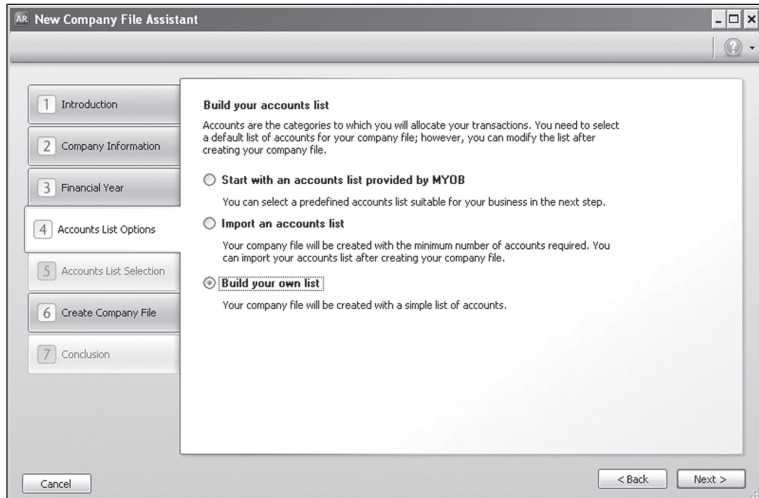 AR New Company File Assistant
1 Introduction
2 Company Information
3 Financial Year
4 Accounts List Options
5 Accounts List Selection
6 Create Company File
7 Conclusion
Build your accounts list
Accounts are the categories to which you will allocate your transactions. You need to select
a default list of accounts for your company file; however, you can modify the list after
creating your company file.
Start with an accounts list provided by MYOB
You can select a predefined accounts list suitable for your business in the next step.
Import an accounts list
Your company file will be created with the minimum number of accounts required. You
can import your accounts list after creating your company file.
Build your own list
Your company file will be created with a simple list of accounts.
Cancel
< Back
Next >